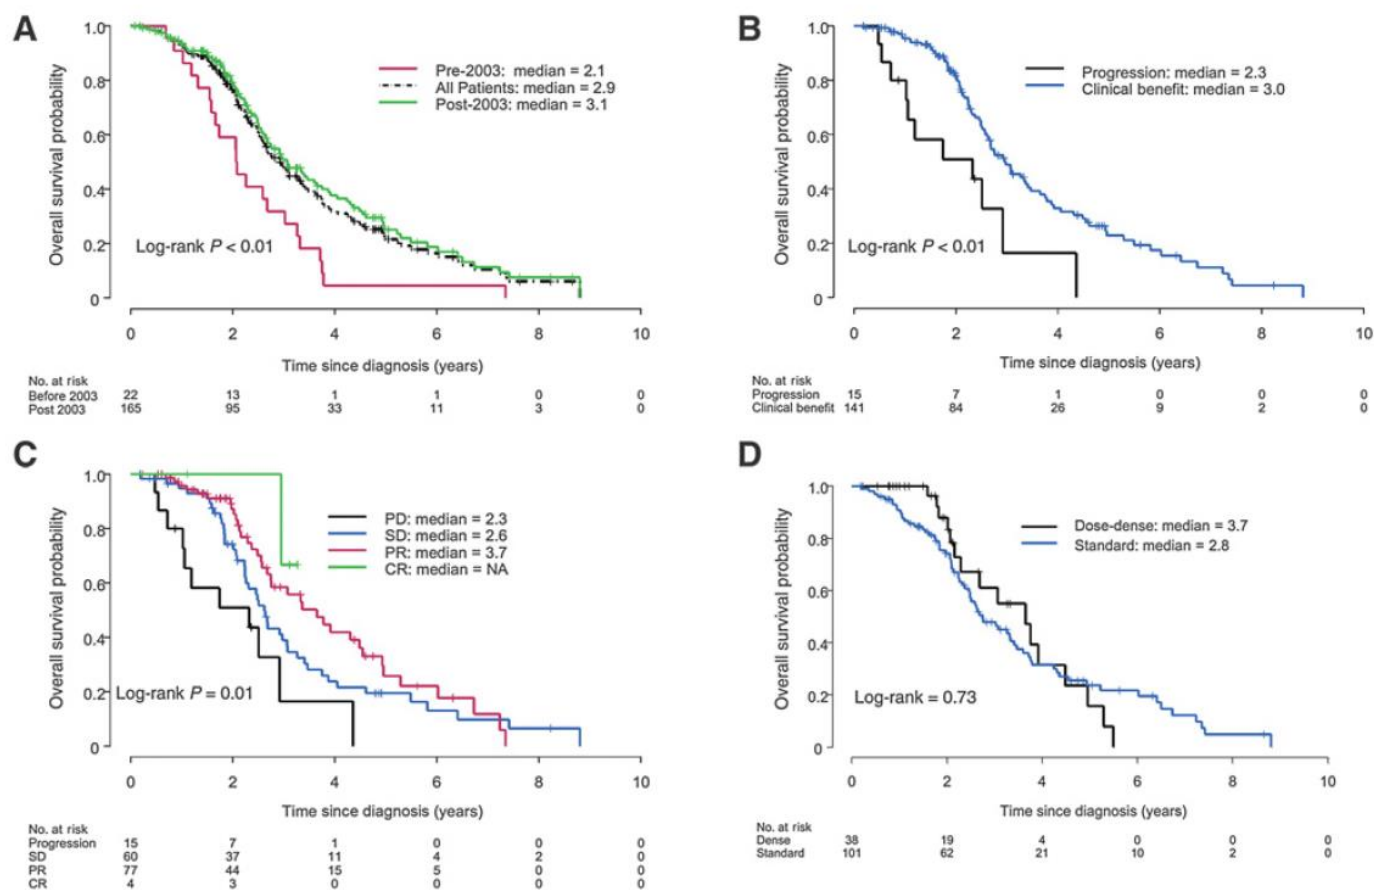 A
1.0
0.8
0.6
0.4
0.2
0
Overall survival probability
Pre-2003: median = 2.1
All Patients: median = 2.9
Post-2003: median = 3.1
Log-rank P < 0.01
0 2 4 6 8 10
Time since diagnosis (years)
No. at risk
Before 2003 22 13 1 1 0 0
Post 2003 165 95 33 11 3 0
B
1.0
0.8
0.6
0.4
0.2
0
Overall survival probability
Progression: median = 2.3
Clinical benefit: median = 3.0
Log-rank P < 0.01
0 2 4 6 8 10
Time since diagnosis (years)
No. at risk
Progression 15 7 1 0 0 0
Clinical benefit 141 84 26 9 2 0
C
1.0
0.8
0.6
0.4
0.2
0
Overall survival probability
PD: median = 2.3
SD: median = 2.6
PR: median = 3.7
CR: median = NA
Log-rank P = 0.01
0 2 4 6 8 10
Time since diagnosis (years)
No. at risk
Progression 15 7 1 0 0 0
SD 60 37 11 4 2 0
PR 77 44 15 5 0 0
CR 4 3 0 0 0 0
D
1.0
0.8
0.6
0.4
0.2
0
Overall survival probability
Dose-dense: median = 3.7
Standard: median = 2.8
Log-rank = 0.73
0 2 4 6 8 10
Time since diagnosis (years)
No. at risk
Dense 38 19 4 0 0 0
Standard 101 62 21 10 2 0